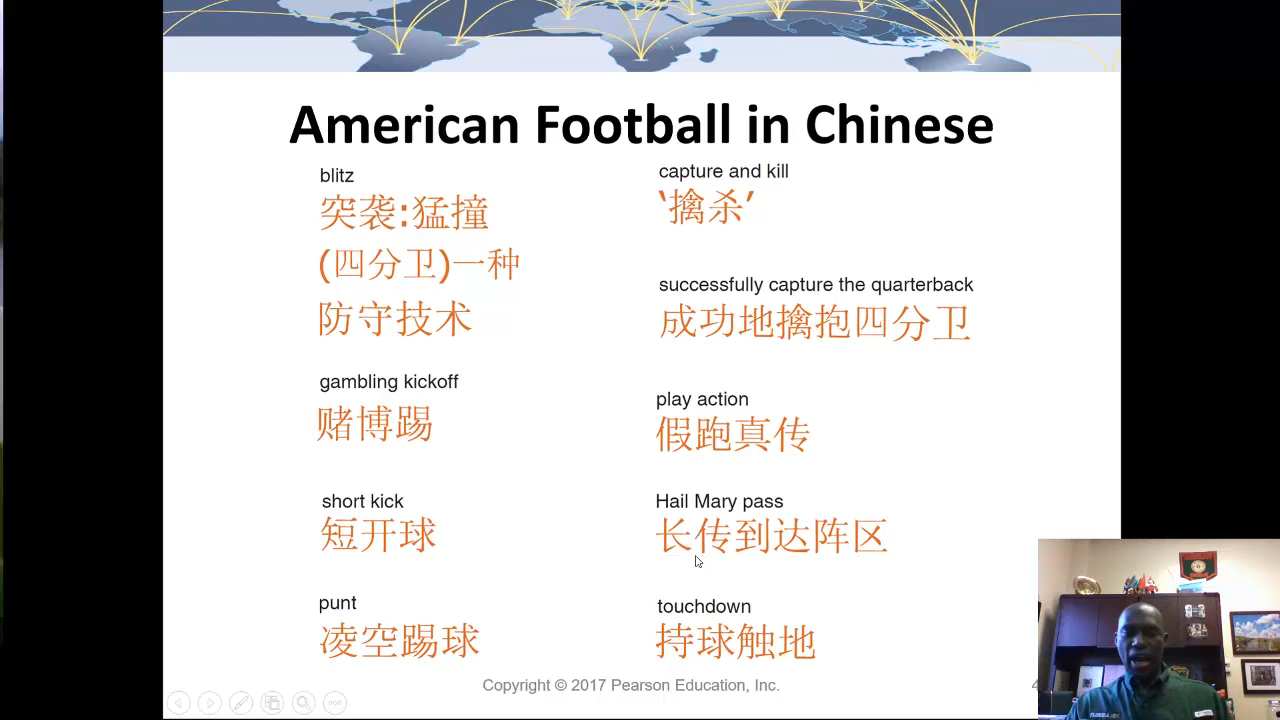 American Football in Chinese
blitz
突袭:猛撞
(四分卫)一种
防守技术
gambling kickoff
赌博踢
short kick
短开球
punt
凌空踢球
capture and kill
‘擒杀’
successfully capture the quarterback
成功地擒抱四分卫
play action
假跑真传
Hail Mary pass
长传到达阵区
touchdown
持球触地
Copyright © 2017 Pearson Education, Inc.